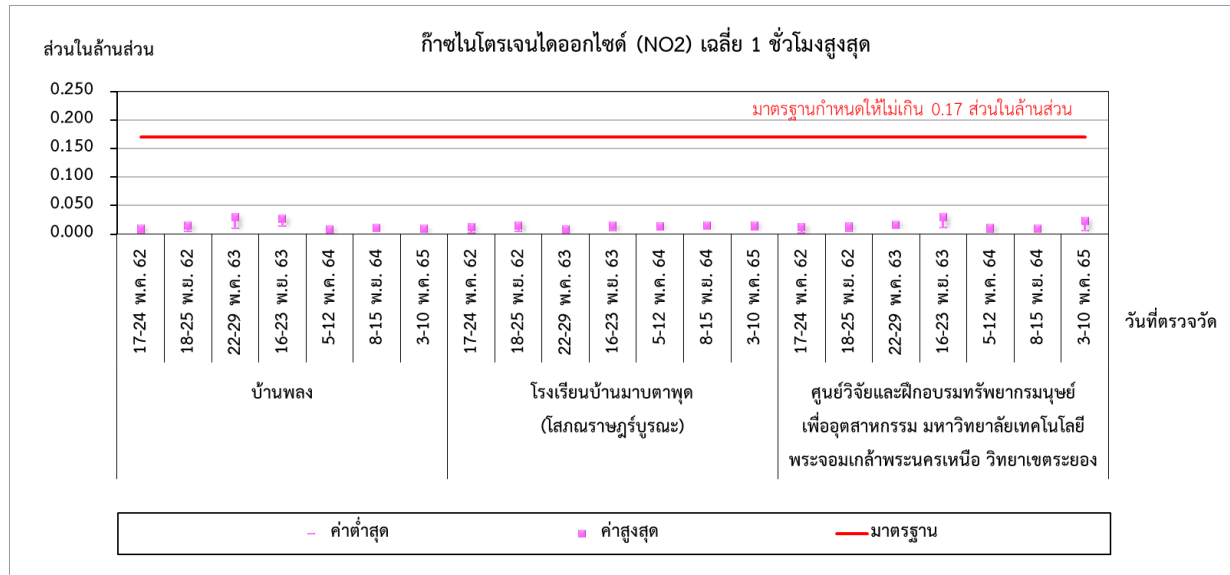 ส่วนในล้านส่วน
ก๊าซไนโตรเจนไดออกไซด์ (NO2) เฉลี่ย 1 ชั่วโมงสูงสุด
0.250
0.200
0.150
0.100
0.050
0.000
มาตรฐานกำหนดให้ไม่เกิน 0.17 ส่วนในล้านส่วน
17-24 พ.ค. 62
18-25 พ.ย. 62
22-29 พ.ค. 63
16-23 พ.ย. 63
5-12 พ.ค. 64
8-15 พ.ย. 64
3-10 พ.ค. 65
17-24 พ.ค. 62
18-25 พ.ย. 62
22-29 พ.ค. 63
16-23 พ.ย. 63
5-12 พ.ค. 64
8-15 พ.ย. 64
3-10 พ.ค. 65
17-24 พ.ค. 62
18-25 พ.ย. 62
22-29 พ.ค. 63
16-23 พ.ย. 63
5-12 พ.ค. 64
8-15 พ.ย. 64
3-10 พ.ค. 65
วันที่ตรวจวัด
บ้านพลง
โรงเรียนบ้านมาบตาพุด
(โสภณราษฎร์บูรณะ)
ศูนย์วิจัยและฝึกอบรมทรัพยากรมนุษย์
เพื่ออุตสาหกรรม มหาวิทยาลัยเทคโนโลยี
พระจอมเกล้าพระนครเหนือ วิทยาเขตระยอง
ค่าต่ำสุด
ค่าสูงสุด
มาตรฐาน